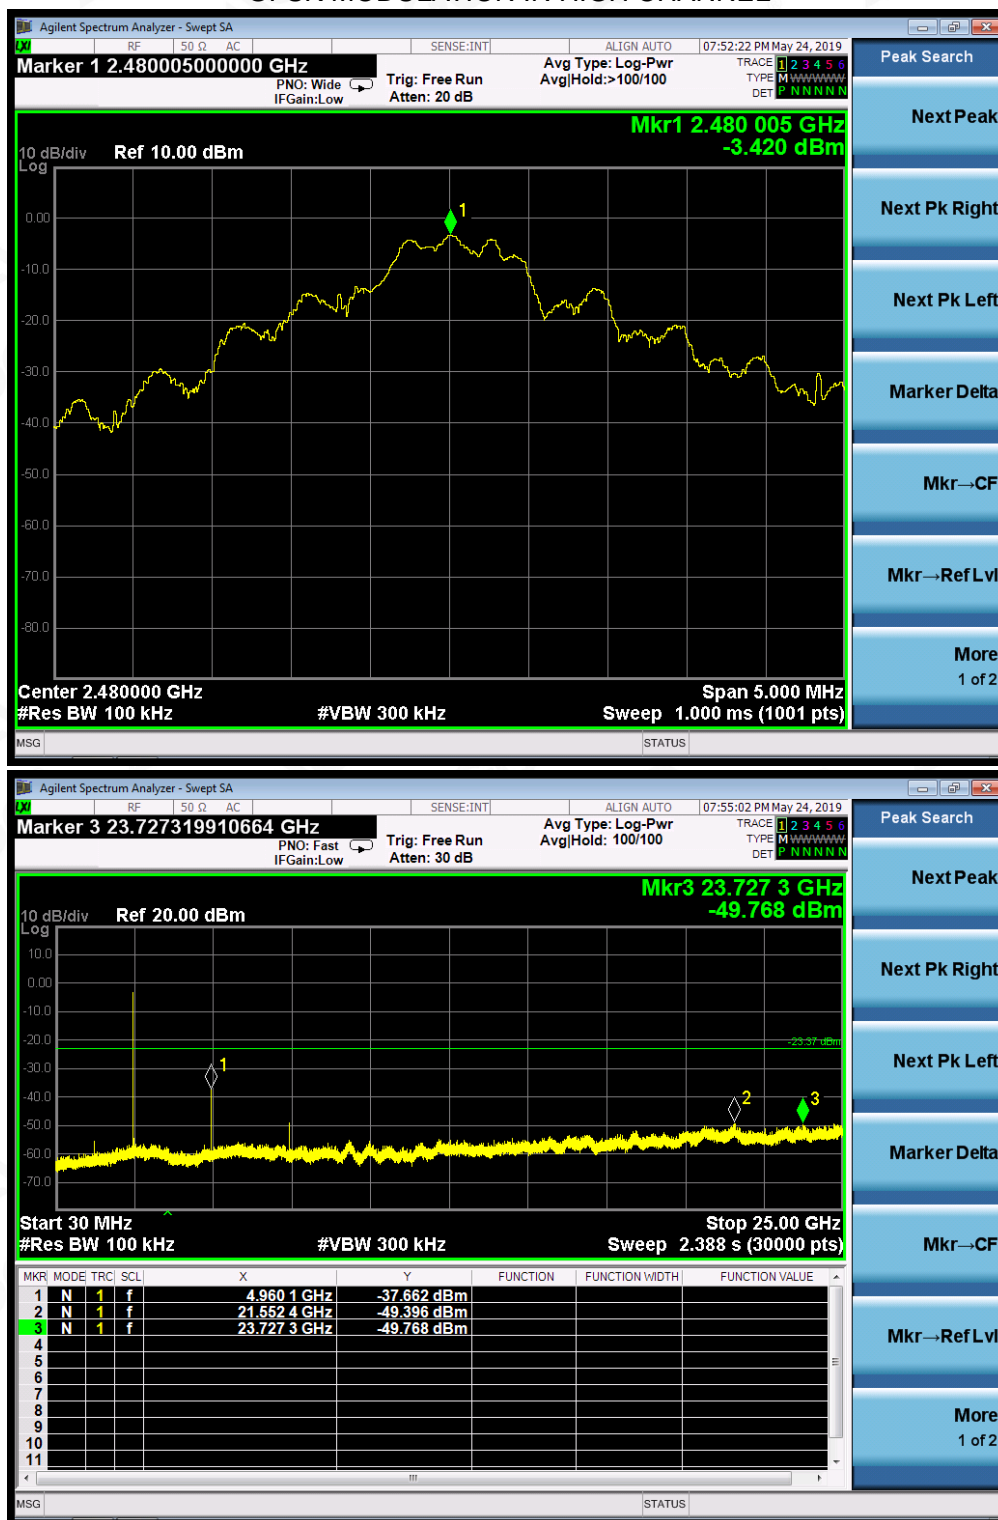 GFSK MODULATION IN HIGH CHANNEL
Agilent Spectrum Analyzer - Swept SA
LXI RF 50 Ω AC SENSE:INT ALIGN AUTO 07:52:22 PM May 24, 2019
Marker 1 2.480005000000 GHz
PNO: Wide
IFGain:Low
Trig: Free Run
Atten: 20 dB
Avg Type: Log-Pwr
Avg|Hold:>100/100
TRACE 1 2 3 4 5 6
TYPE M WWWWW
DET P N N N N N
Mkr1 2.480 005 GHz
-3.420 dBm
10 dB/div Ref 10.00 dBm
Log
1
0.00
-10.0
-20.0
-30.0
-40.0
-50.0
-60.0
-70.0
-80.0
Center 2.480000 GHz Span 5.000 MHz
#Res BW 100 kHz #VBW 300 kHz Sweep 1.000 ms (1001 pts)
MSG STATUS
Peak Search
Next Peak
Next Pk Right
Next Pk Left
Marker Delta
Mkr→CF
Mkr→Ref Lvl
More
1 of 2
Agilent Spectrum Analyzer - Swept SA
LXI RF 50 Ω AC SENSE:INT ALIGN AUTO 07:55:02 PM May 24, 2019
Marker 3 23.727319910664 GHz
PNO: Fast
IFGain:Low
Trig: Free Run
Atten: 30 dB
Avg Type: Log-Pwr
Avg|Hold: 100/100
TRACE 1 2 3 4 5 6
TYPE M WWWWW
DET P N N N N N
Mkr3 23.727 3 GHz
-49.768 dBm
10 dB/div Ref 20.00 dBm
Log
10.0
0.00
-10.0
-20.0
-23.37 dBm
-30.0
1
-40.0
2 3
-50.0
-60.0
-70.0
Start 30 MHz Stop 25.00 GHz
#Res BW 100 kHz #VBW 300 kHz Sweep 2.388 s (30000 pts)
MKR MODE TRC SCL X Y FUNCTION FUNCTION WIDTH FUNCTION VALUE
1 N 1 f 4.960 1 GHz -37.662 dBm
2 N 1 f 21.552 4 GHz -49.396 dBm
3 N 1 f 23.727 3 GHz -49.768 dBm
4
5
6
7
8
9
10
11
MSG STATUS
Peak Search
Next Peak
Next Pk Right
Next Pk Left
Marker Delta
Mkr→CF
Mkr→Ref Lvl
More
1 of 2